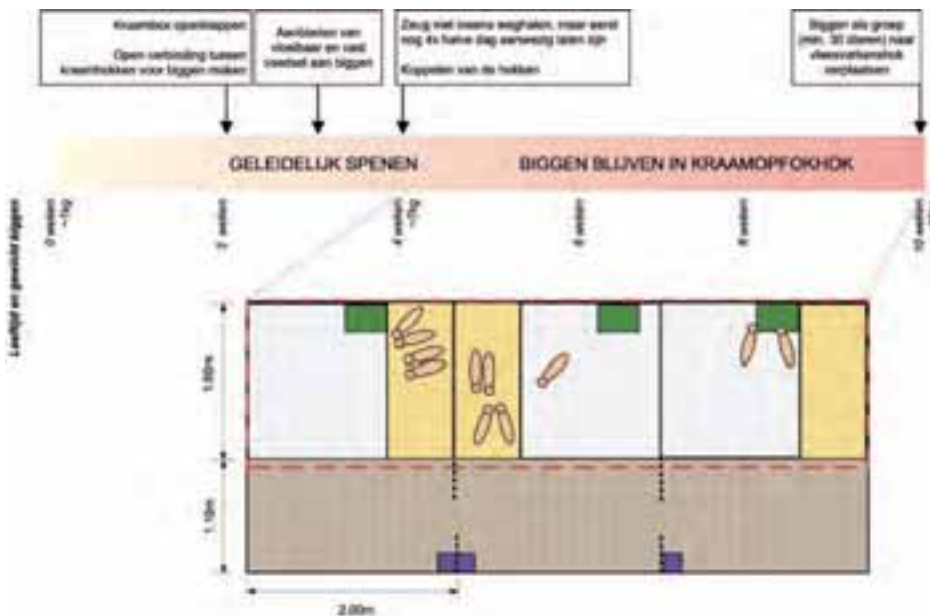 Kraambox openklappen
Open verbinding tussen
kraamhokken voor biggen maken
Aanbieden van
vloeibaar en vast
voedsel aan biggen
Zeug niet ineens weghalen, maar eerst
nog 4x halve dag aanwezig laten zijn
Koppelen van de hokken
Biggen als groep
(min. 30 dieren) naar
vleesvarkenshok
verplaatsen
GELEIDELIJK SPENEN
BIGGEN BLIJVEN IN KRAAMOPFOKHOK
Leeftijd en gewicht biggen
0 weken
~1kg
2 weken
4 weken
~7kg
6 weken
8 weken
10 weken
1.10m
2.00m